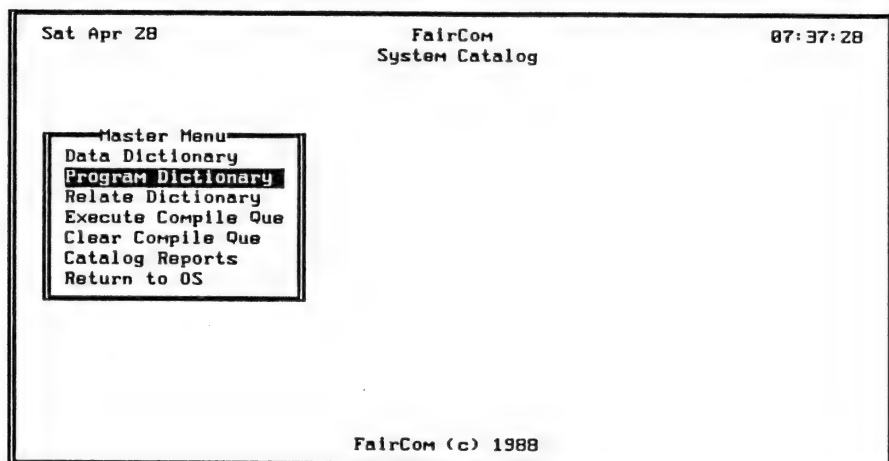 Sat Apr 28 FairCom 07:37:28
System Catalog
Master Menu
Data Dictionary
Program Dictionary
Relate Dictionary
Execute Compile Que
Clear Compile Que
Catalog Reports
Return to OS
FairCom (c) 1988